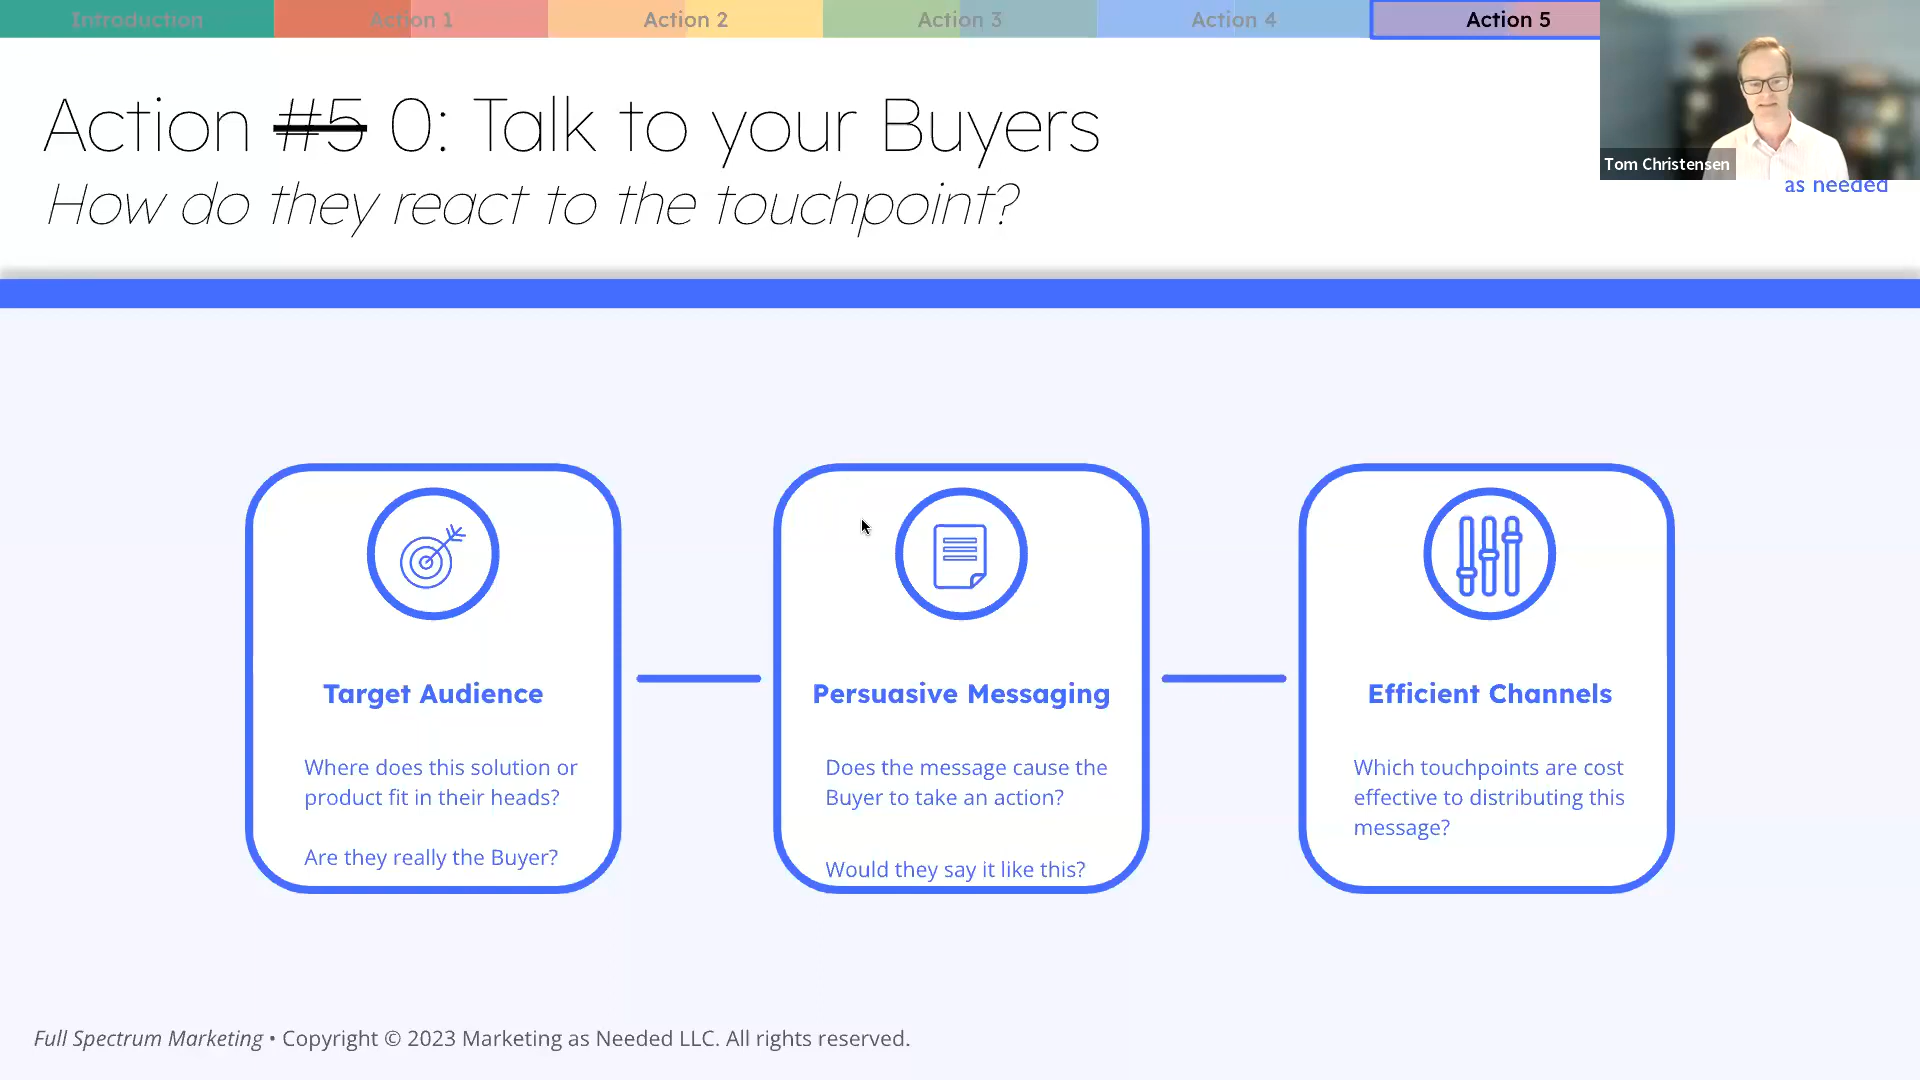 Introduction
Action 1
Action 2
Action 3
Action 4
Action 5
Action #5 0: Talk to your Buyers
How do they react to the touchpoint?
Tom Christensen
as needed
Target Audience
Where does this solution or
product fit in their heads?
Are they really the Buyer?
Persuasive Messaging
Does the message cause the
Buyer to take an action?
Would they say it like this?
Efficient Channels
Which touchpoints are cost
effective to distributing this
message?
Full Spectrum Marketing • Copyright © 2023 Marketing as Needed LLC. All rights reserved.